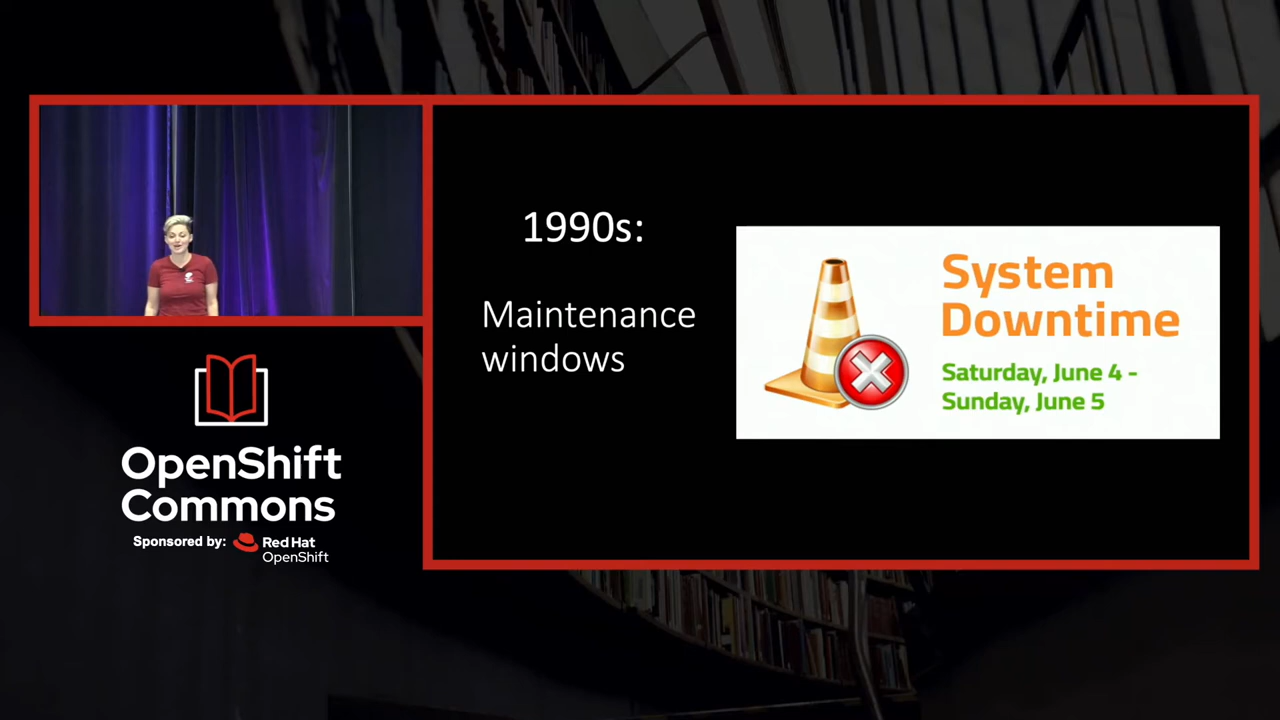 1990s:
Maintenance
windows
System
Downtime
Saturday, June 4 -
Sunday, June 5
OpenShift
Commons
Sponsored by:
Red Hat
OpenShift